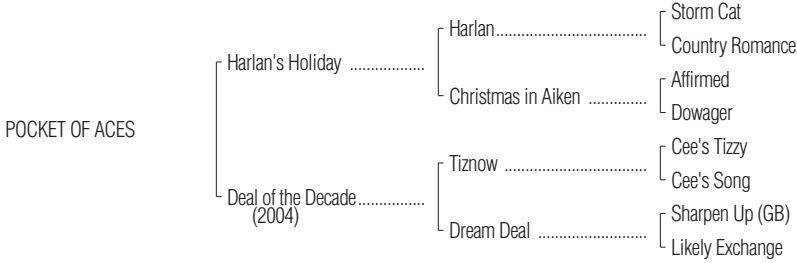 Storm Cat
Harlan....................................
Country Romance
Harlan's Holiday ..................
Affirmed
Christmas in Aiken ..............
Dowager
POCKET OF ACES
Cee's Tizzy
Tiznow ..................................
Cee's Song
Deal of the Decade................
(2004)
Sharpen Up (GB)
Dream Deal ..........................
Likely Exchange